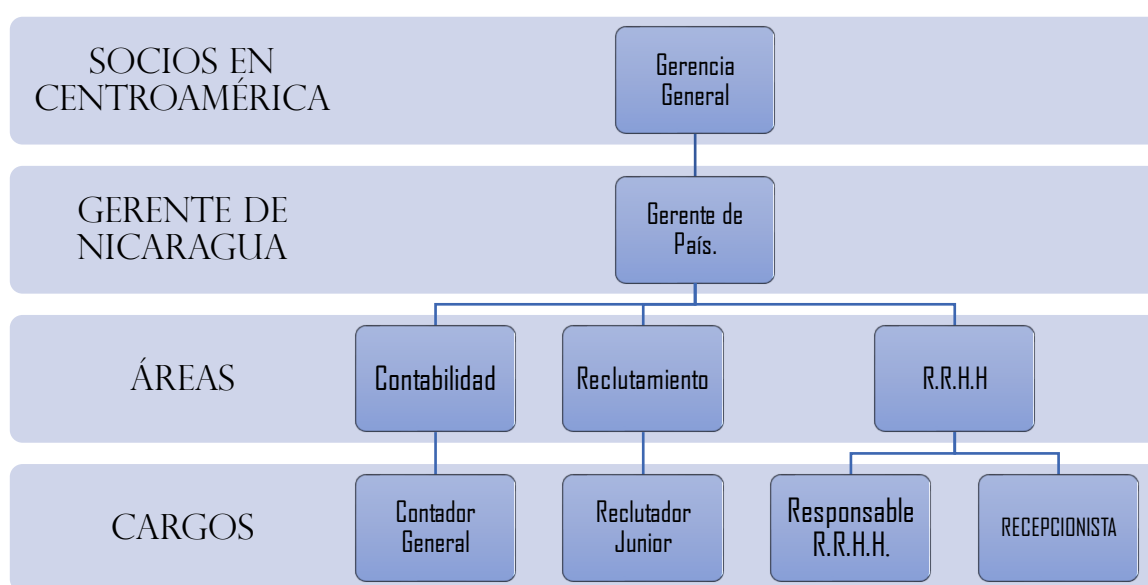 SOCIOS EN
CENTROAMÉRICA
Gerencia
General
GERENTE DE
NICARAGUA
Gerente de
País.
ÁREAS
Contabilidad
Reclutamiento
R.R.H.H
CARGOS
Contador
General
Reclutador
Junior
Responsable
R.R.H.H.
RECEPCIONISTA